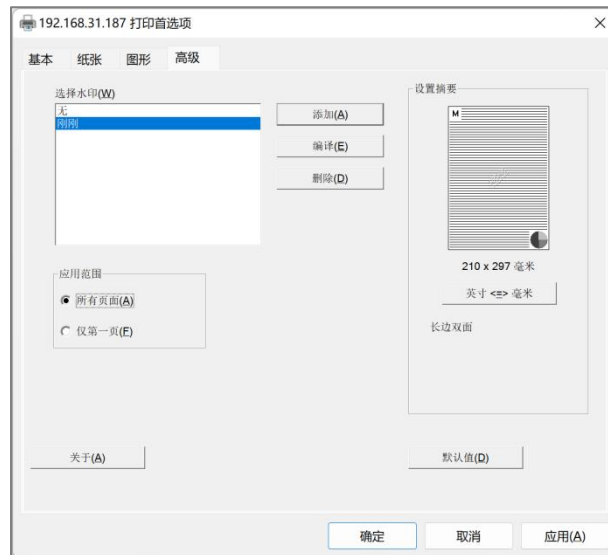 192.168.31.187 打印首选项
基本 纸张 图形 高级
选择水印(W)
无
刚刚
添加(A)
编译(E)
删除(D)
应用范围
所有页面(A)
仅第一页(F)
设置摘要
M
210 x 297 毫米
英寸 <=> 毫米
长边双面
关于(A)
默认值(D)
确定 取消 应用(A)